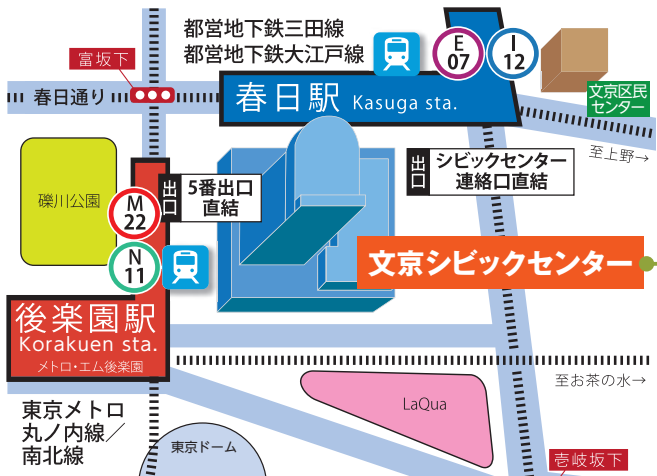 都営地下鉄三田線
都営地下鉄大江戸線
E
07
I
12
富坂下
春日通り
春日駅 Kasuga sta.
文京区民
センター
至上野→
出口
5番出口
直結
出口
シビックセンター
連絡口直結
礫川公園
M
22
N
11
文京シビックセンター
後楽園駅
Korakuen sta.
メトロ・エム後楽園
至お茶の水→
東京メトロ
丸ノ内線／
南北線
LaQua
東京ドーム
壱岐坂下